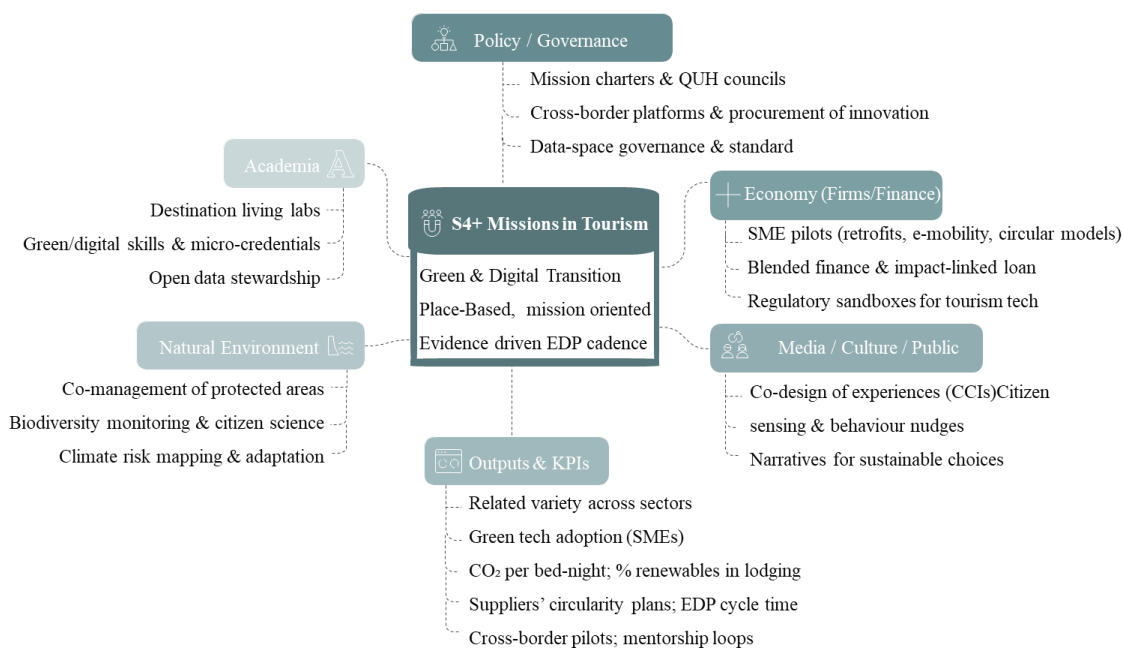 Policy / Governance
Mission charters & QUH councils
Cross-border platforms & procurement of innovation
Data-space governance & standard
Academia
Destination living labs
Green/digital skills & micro-credentials
Open data stewardship
S4+ Missions in Tourism
Green & Digital Transition
Place-Based, mission oriented
Evidence driven EDP cadence
Economy (Firms/Finance)
SME pilots (retrofits, e-mobility, circular models)
Blended finance & impact-linked loan
Regulatory sandboxes for tourism tech
Natural Environment
Co-management of protected areas
Biodiversity monitoring & citizen science
Climate risk mapping & adaptation
Media / Culture / Public
Co-design of experiences (CCIs)Citizen
sensing & behaviour nudges
Narratives for sustainable choices
Outputs & KPIs
Related variety across sectors
Green tech adoption (SMEs)
CO₂ per bed-night; % renewables in lodging
Suppliers’ circularity plans; EDP cycle time
Cross-border pilots; mentorship loops